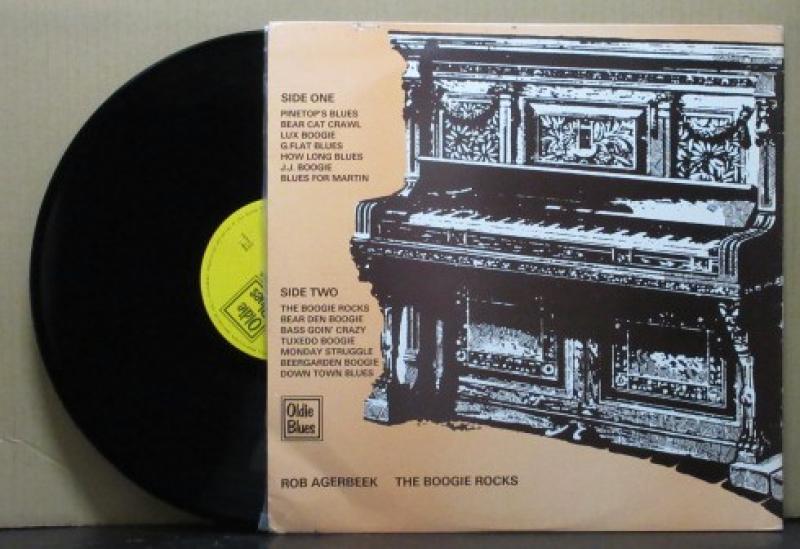 SIDE ONE
PINETOP'S BLUES
BEAR CAT CRAWL
LUX BOOGIE
G.FLAT BLUES
HOW LONG BLUES
J.J. BOOGIE
BLUES FOR MARTIN
SIDE TWO
THE BOOGIE ROCKS
BEAR DEN BOOGIE
BASS GOIN' CRAZY
TUXEDO BOOGIE
MONDAY STRUGGLE
BEERGARDEN BOOGIE
DOWN TOWN BLUES
Oldie
Blues
ROB AGERBEEK THE BOOGIE ROCKS
Oldie
Blues